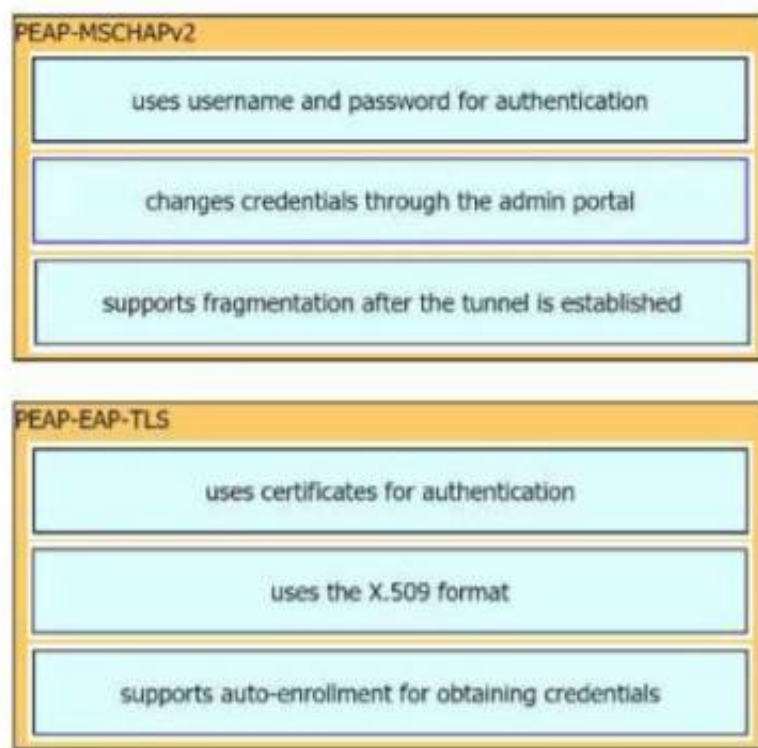 PEAP-MSCHAPv2
uses username and password for authentication
changes credentials through the admin portal
supports fragmentation after the tunnel is established
PEAP-EAP-TLS
uses certificates for authentication
uses the X.509 format
supports auto-enrollment for obtaining credentials